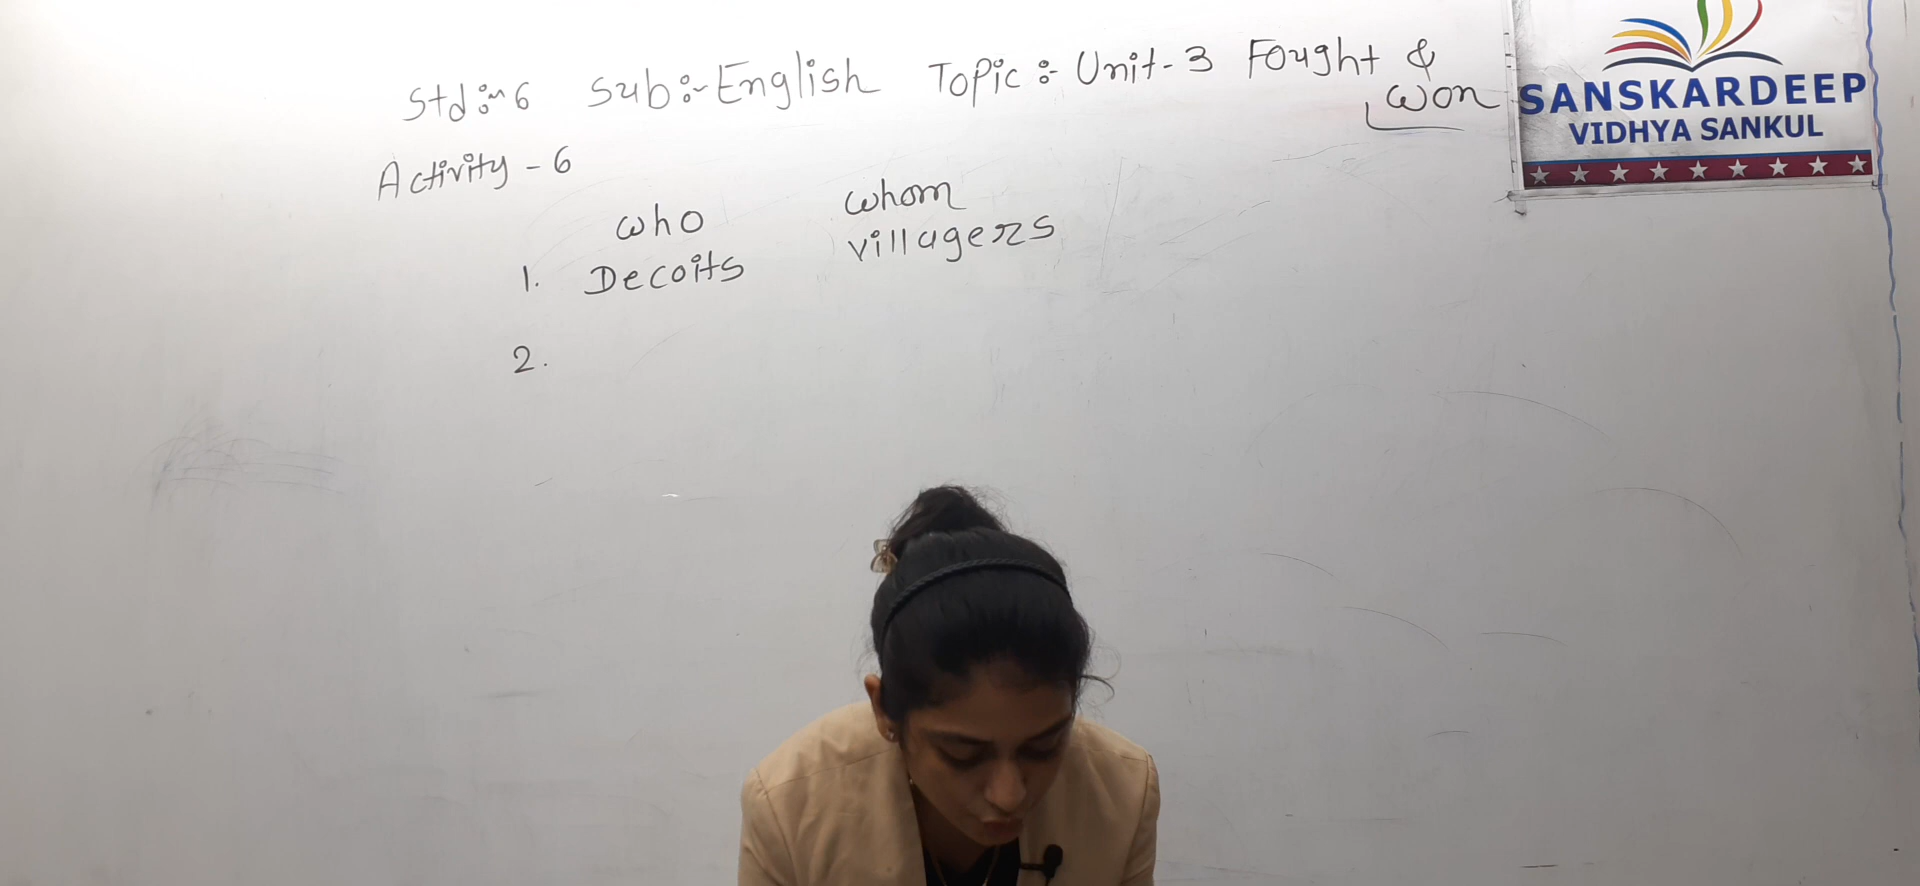 Std :- 6 Sub :- English Topic :- Unit - 3 Fought &
Won
SANSKARDEEP
VIDHYA SANKUL
Activity - 6
who whom
1. Decoits villagers
2.